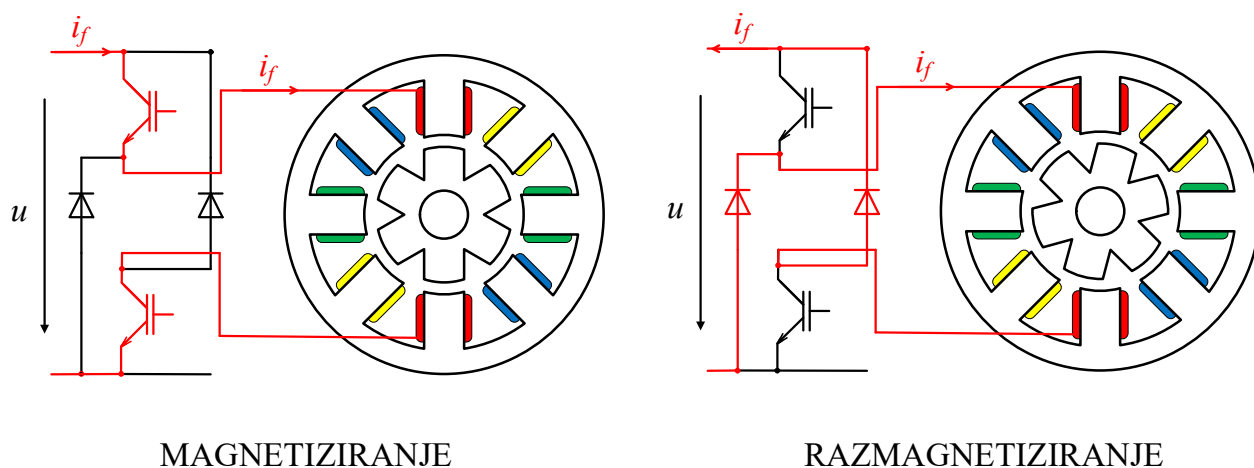 i_f
i_f
u
MAGNETIZIRANJE
i_f
i_f
u
RAZMAGNETIZIRANJE